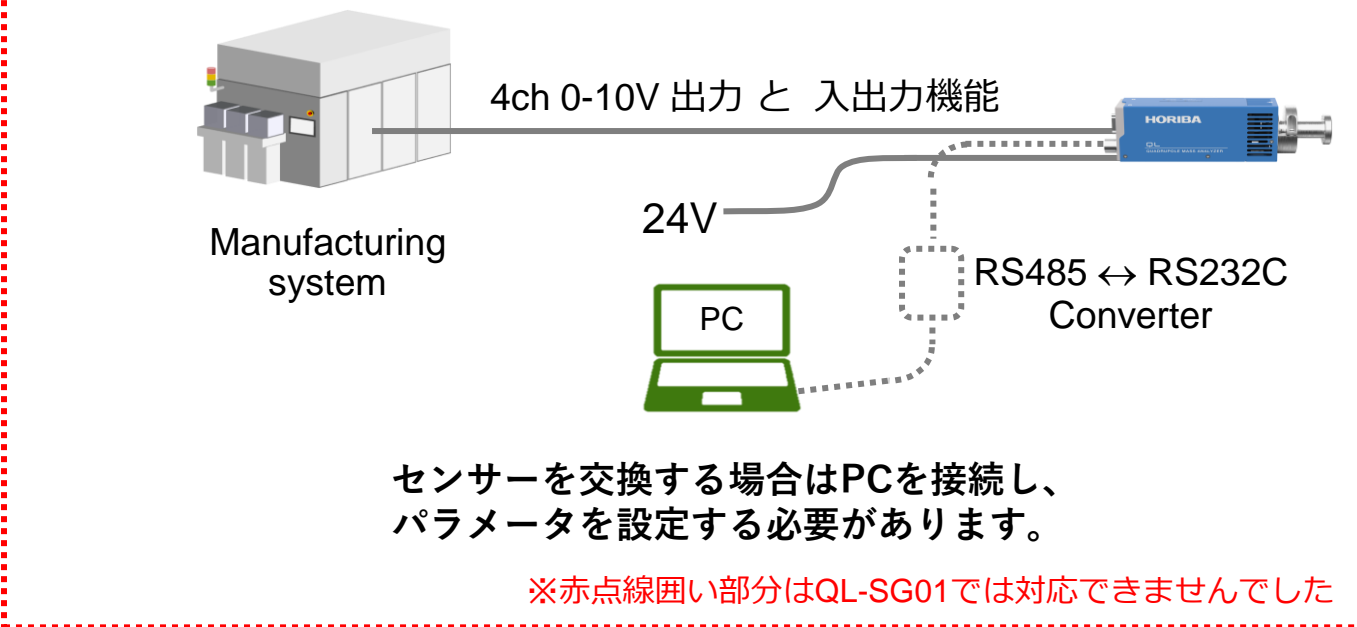 4ch 0-10V 出力 と 入出力機能
HORIBA
QL
QUADRUPOLE MASS ANALYZER
24V
Manufacturing
system
RS485 ↔ RS232C
Converter
PC
センサーを交換する場合はPCを接続し、
パラメータを設定する必要があります。
※赤点線囲い部分はQL-SG01では対応できませんでした